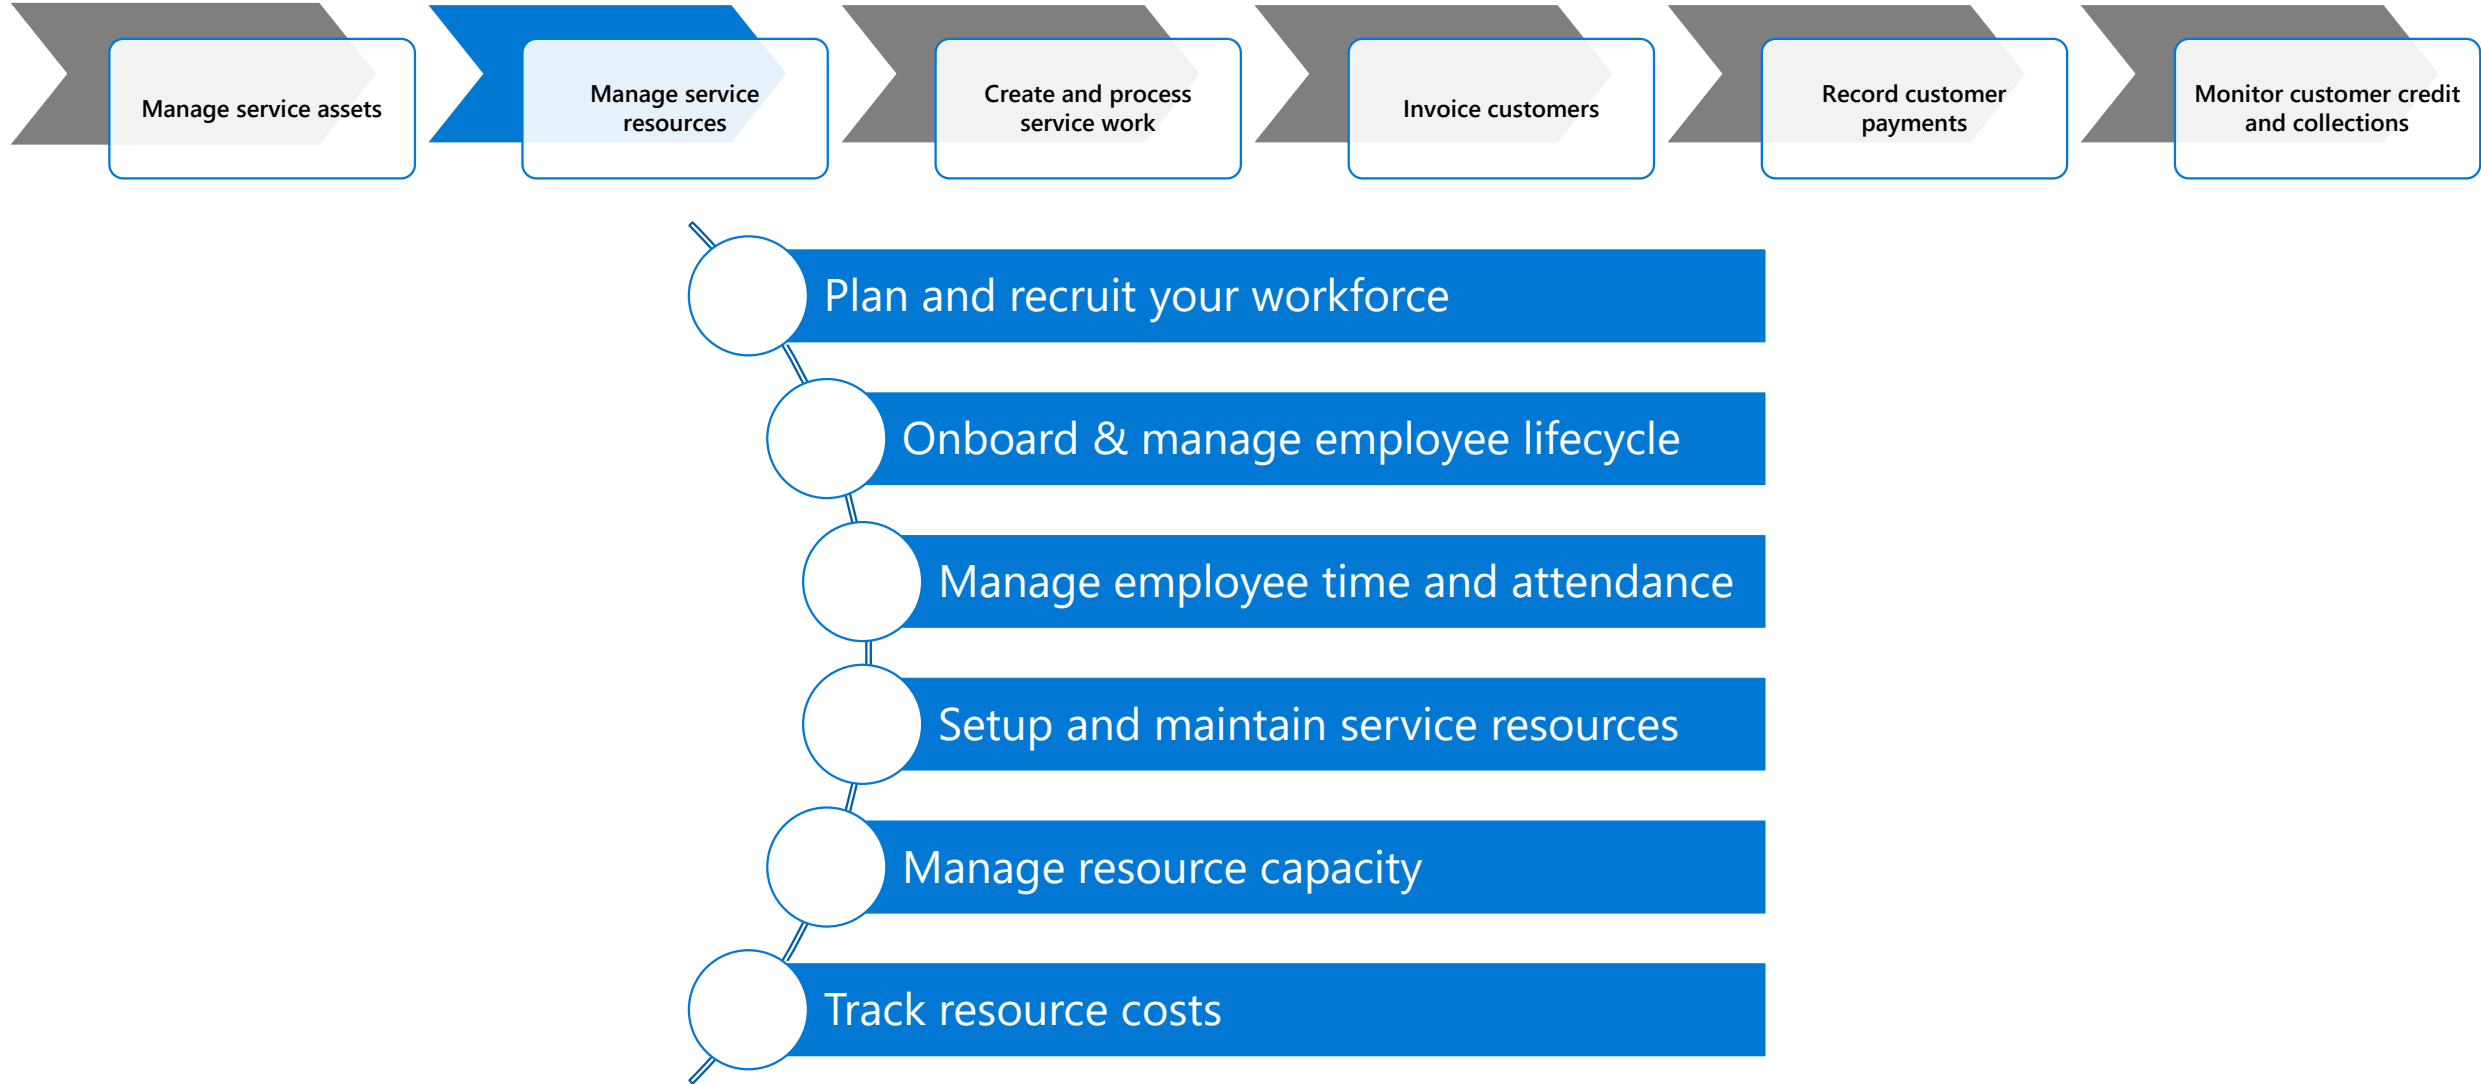 Manage service assets
Manage service
resources
Create and process
service work
Invoice customers
Record customer
payments
Monitor customer credit
and collections
Plan and recruit your workforce
Onboard & manage employee lifecycle
Manage employee time and attendance
Setup and maintain service resources
Manage resource capacity
Track resource costs